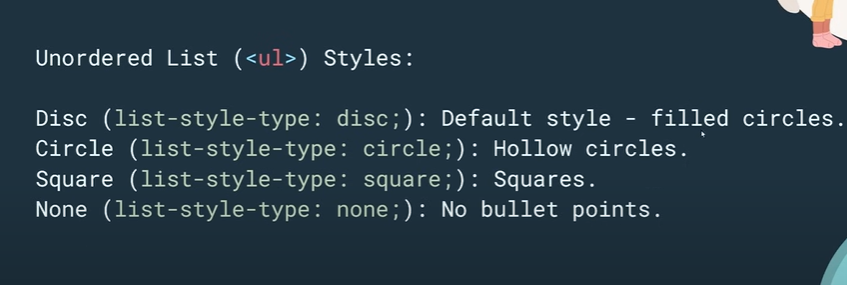 Unordered List (<ul>) Styles:
Disc (list-style-type: disc;): Default style - filled circles.
Circle (list-style-type: circle;): Hollow circles.
Square (list-style-type: square;): Squares.
None (list-style-type: none;): No bullet points.